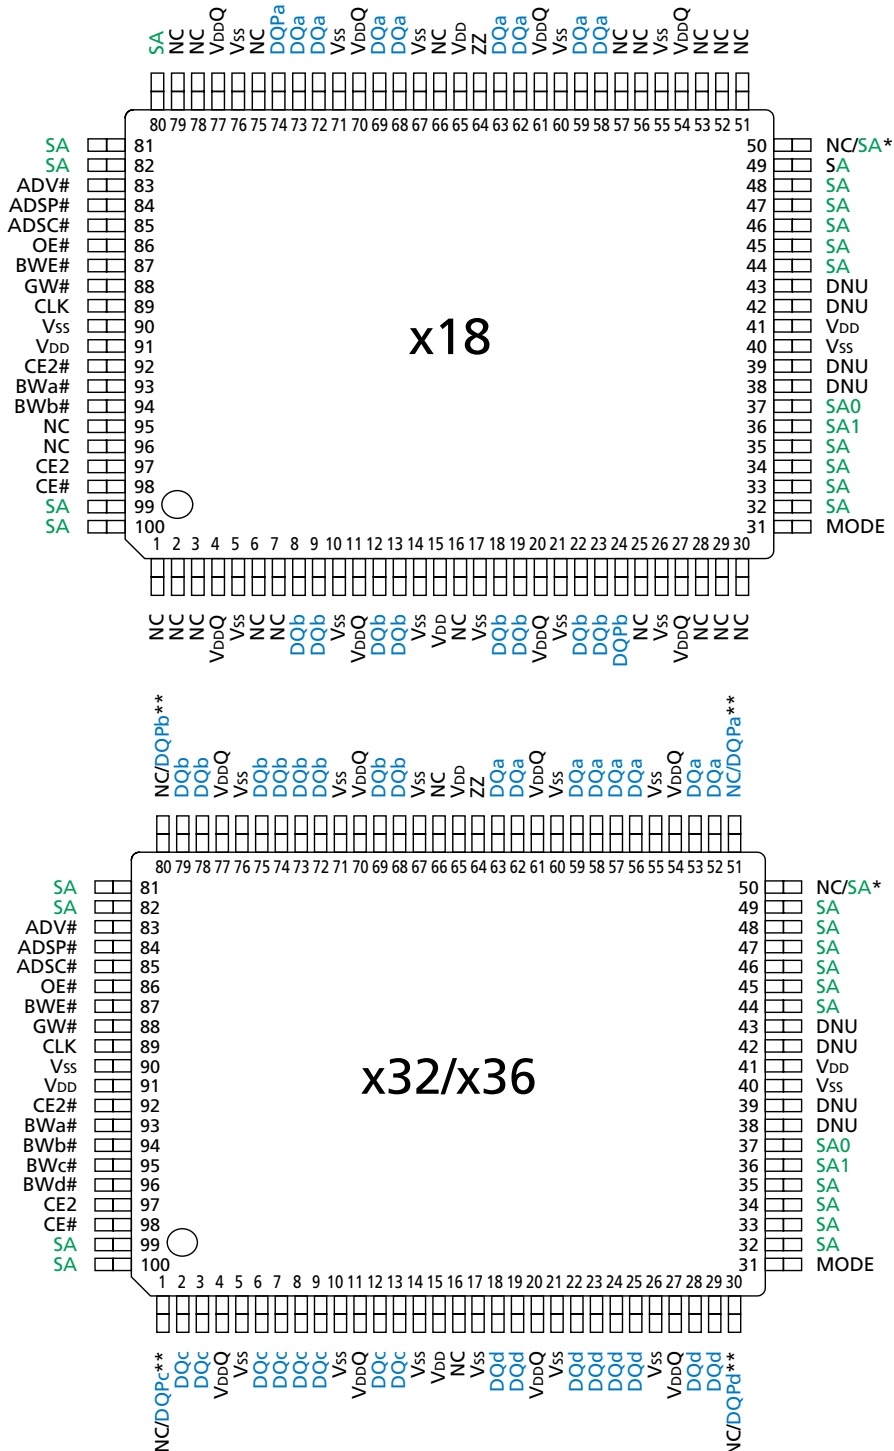 SA NC NC VDDQ VSS NC DQPa DQa DQa VSS VDDQ DQa DQa VSS NC VDD ZZ DQa DQa VDDQ VSS DQa DQa NC NC VSS VDDQ NC NC NC
80 79 78 77 76 75 74 73 72 71 70 69 68 67 66 65 64 63 62 61 60 59 58 57 56 55 54 53 52 51
SA 81 50 NC/SA*
SA 82 49 SA
ADV# 83 48 SA
ADSP# 84 47 SA
ADSC# 85 46 SA
OE# 86 45 SA
BWE# 87 44 SA
GW# 88 43 DNU
CLK 89 42 DNU
VSS 90 41 VDD
x18
VDD 91 40 VSS
CE2# 92 39 DNU
BWa# 93 38 DNU
BWb# 94 37 SA0
NC 95 36 SA1
NC 96 35 SA
CE2 97 34 SA
CE# 98 33 SA
SA 99 32 SA
SA 100 31 MODE
1 2 3 4 5 6 7 8 9 10 11 12 13 14 15 16 17 18 19 20 21 22 23 24 25 26 27 28 29 30
NC NC NC VDDQ VSS NC NC DQb DQb VSS VDDQ DQb DQb VSS VDD NC VSS DQb DQb VDDQ VSS DQb DQb DQPb NC VSS VDDQ NC NC NC
NC/DQPb** DQb DQb VDDQ VSS DQb DQb DQb DQb VSS VDDQ DQb DQb VSS NC VDD ZZ DQa DQa VDDQ VSS DQa DQa DQa DQa VSS VDDQ DQa DQa NC/DQPa**
80 79 78 77 76 75 74 73 72 71 70 69 68 67 66 65 64 63 62 61 60 59 58 57 56 55 54 53 52 51
SA 81 50 NC/SA*
SA 82 49 SA
ADV# 83 48 SA
ADSP# 84 47 SA
ADSC# 85 46 SA
OE# 86 45 SA
BWE# 87 44 SA
GW# 88 43 DNU
CLK 89 42 DNU
VSS 90 41 VDD
x32/x36
VDD 91 40 VSS
CE2# 92 39 DNU
BWa# 93 38 DNU
BWb# 94 37 SA0
BWc# 95 36 SA1
BWd# 96 35 SA
CE2 97 34 SA
CE# 98 33 SA
SA 99 32 SA
SA 100 31 MODE
1 2 3 4 5 6 7 8 9 10 11 12 13 14 15 16 17 18 19 20 21 22 23 24 25 26 27 28 29 30
NC/DQPc** DQc DQc VDDQ VSS DQc DQc DQc DQc VSS VDDQ DQc DQc VSS VDD NC VSS DQd DQd VDDQ VSS DQd DQd DQd DQd VSS VDDQ DQd DQd NC/DQPd**